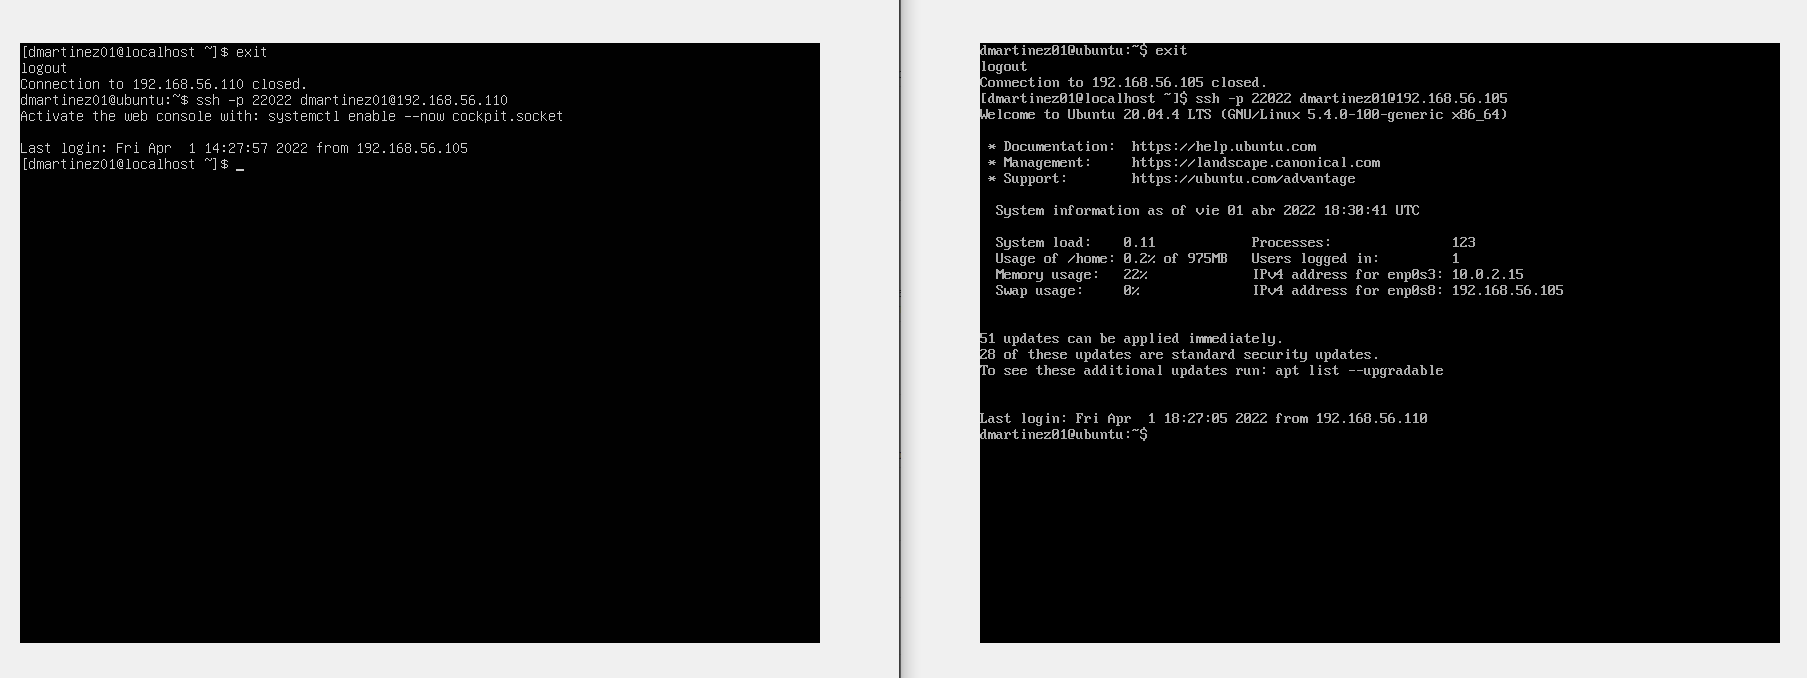 [dmartinez01@localhost ~]$ exit
logout
Connection to 192.168.56.110 closed.
dmartinez01@ubuntu:~$ ssh -p 22022 dmartinez01@192.168.56.110
Activate the web console with: systemctl enable --now cockpit.socket
Last login: Fri Apr  1 14:27:57 2022 from 192.168.56.105
[dmartinez01@localhost ~]$ _
dmartinez01@ubuntu:~$ exit
logout
Connection to 192.168.56.105 closed.
[dmartinez01@localhost ~]$ ssh -p 22022 dmartinez01@192.168.56.105
Welcome to Ubuntu 20.04.4 LTS (GNU/Linux 5.4.0-100-generic x86_64)
* Documentation:  https://help.ubuntu.com
* Management:     https://landscape.canonical.com
* Support:        https://ubuntu.com/advantage
System information as of vie 01 abr 2022 18:30:41 UTC
System load:    0.11            Processes:               123
Usage of /home: 0.2% of 975MB   Users logged in:         1
Memory usage:   22%             IPv4 address for enp0s3: 10.0.2.15
Swap usage:     0%              IPv4 address for enp0s8: 192.168.56.105
51 updates can be applied immediately.
28 of these updates are standard security updates.
To see these additional updates run: apt list --upgradable
Last login: Fri Apr  1 18:27:05 2022 from 192.168.56.110
dmartinez01@ubuntu:~$